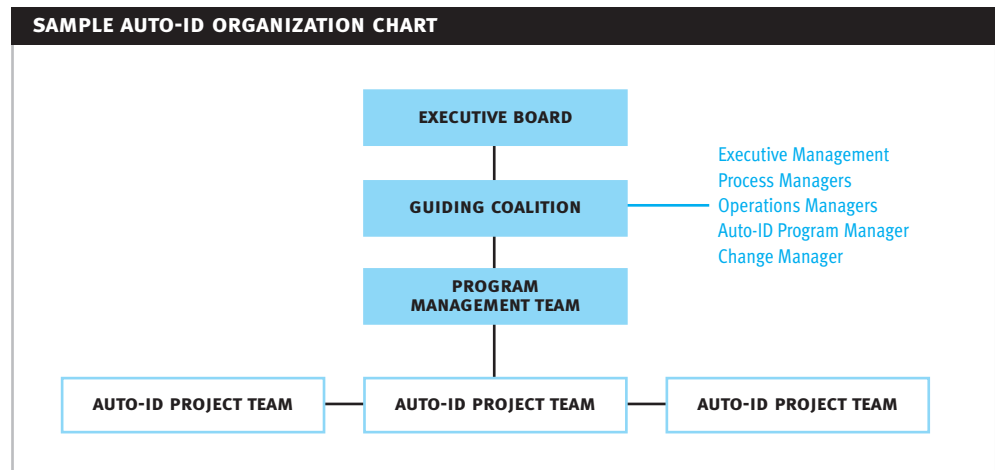 SAMPLE AUTO-ID ORGANIZATION CHART
EXECUTIVE BOARD
GUIDING COALITION
Executive Management
Process Managers
Operations Managers
Auto-ID Program Manager
Change Manager
PROGRAM
MANAGEMENT TEAM
AUTO-ID PROJECT TEAM
AUTO-ID PROJECT TEAM
AUTO-ID PROJECT TEAM